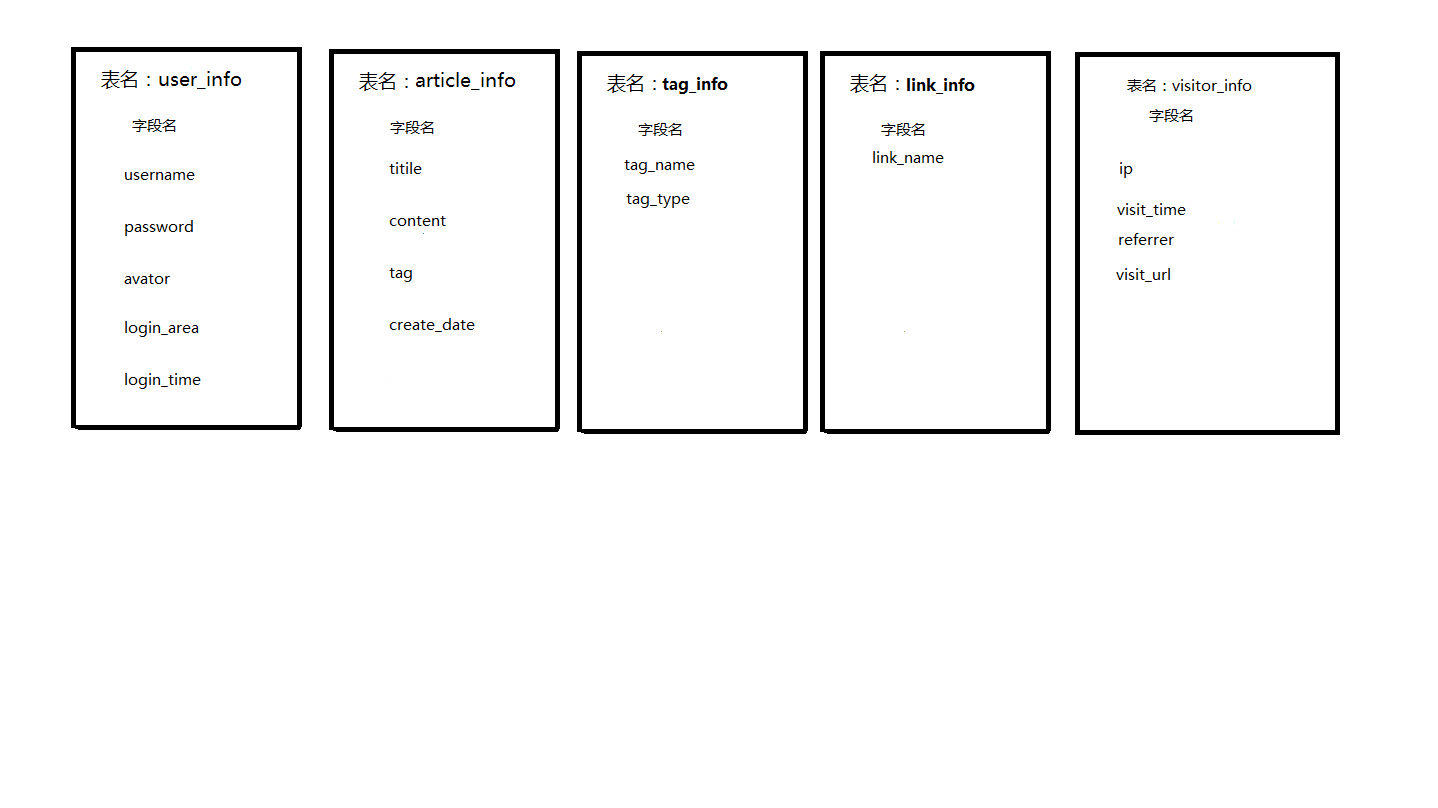 表名：user_info
字段名
username
password
avator
login_area
login_time
表名：article_info
字段名
titile
content
tag
create_date
表名：tag_info
字段名
tag_name
tag_type
表名：link_info
字段名
link_name
表名：visitor_info
字段名
ip
visit_time
referrer
visit_url